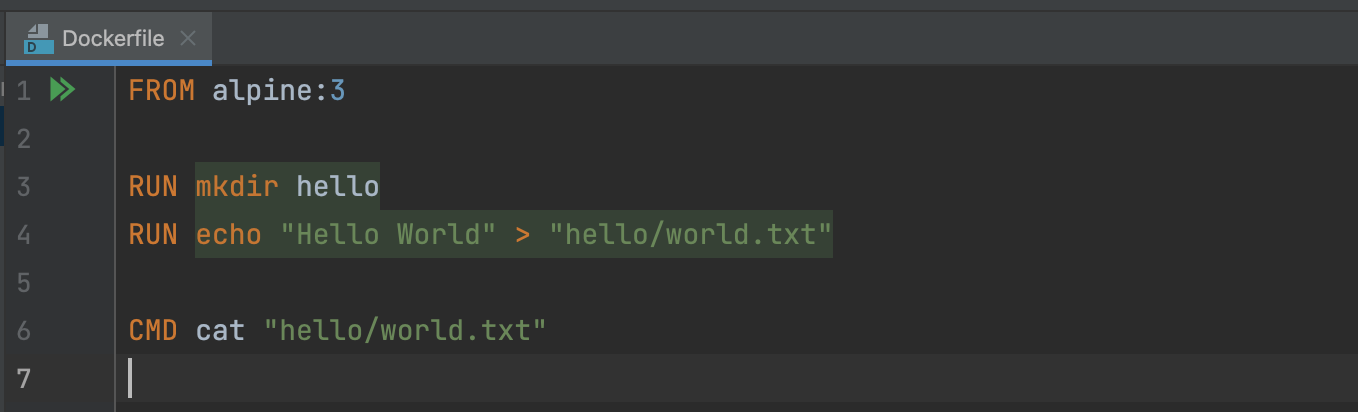 Dockerfile
1 FROM alpine:3
2
3 RUN mkdir hello
4 RUN echo "Hello World" > "hello/world.txt"
5
6 CMD cat "hello/world.txt"
7